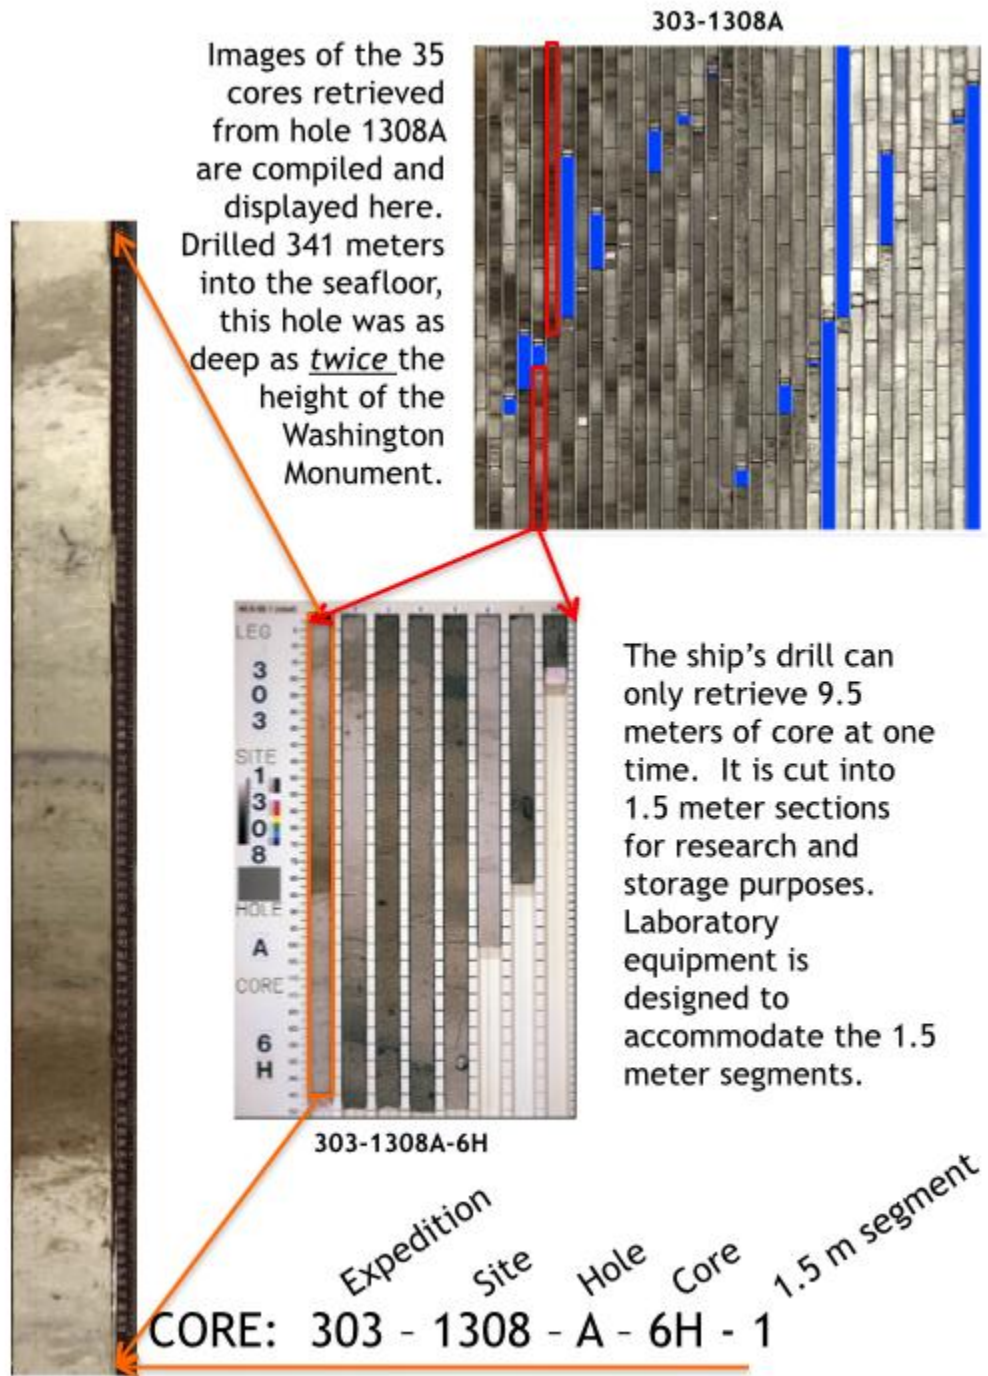 303-1308A
Images of the 35
cores retrieved
from hole 1308A
are compiled and
displayed here.
Drilled 341 meters
into the seafloor,
this hole was as
deep as twice the
height of the
Washington
Monument.
LEG
3
0
3
SITE
1
3
0
8
HOLE
A
CORE
6
H
303-1308A-6H
The ship's drill can
only retrieve 9.5
meters of core at one
time. It is cut into
1.5 meter sections
for research and
storage purposes.
Laboratory
equipment is
designed to
accommodate the 1.5
meter segments.
Expedition
Site
Hole
Core
1.5 m segment
CORE: 303 – 1308 – A – 6H - 1